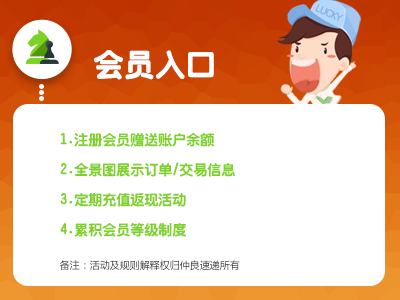 LUCKY
会员入口
1.注册会员赠送账户余额
2.全景图展示订单/交易信息
3.定期充值返现活动
4.累积会员等级制度
备注：活动及规则解释权归仲良速递所有